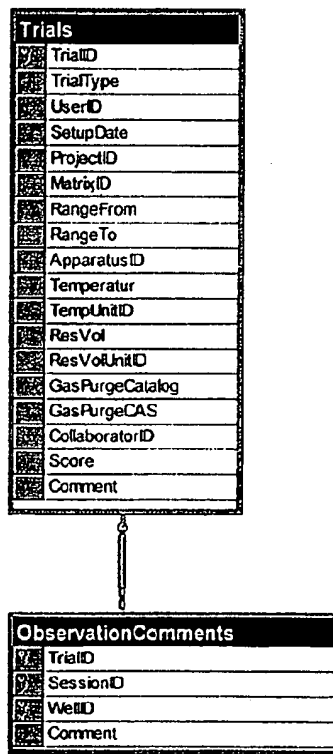 Trials
TrialID
TrialType
UserID
SetupDate
ProjectID
MatrixID
RangeFrom
RangeTo
ApparatusID
Temperatur
TempUnitID
ResVol
ResVolUnitID
GasPurgeCatalog
GasPurgeCAS
CollaboratorID
Score
Comment
ObservationComments
TrialID
SessionID
WellID
Comment